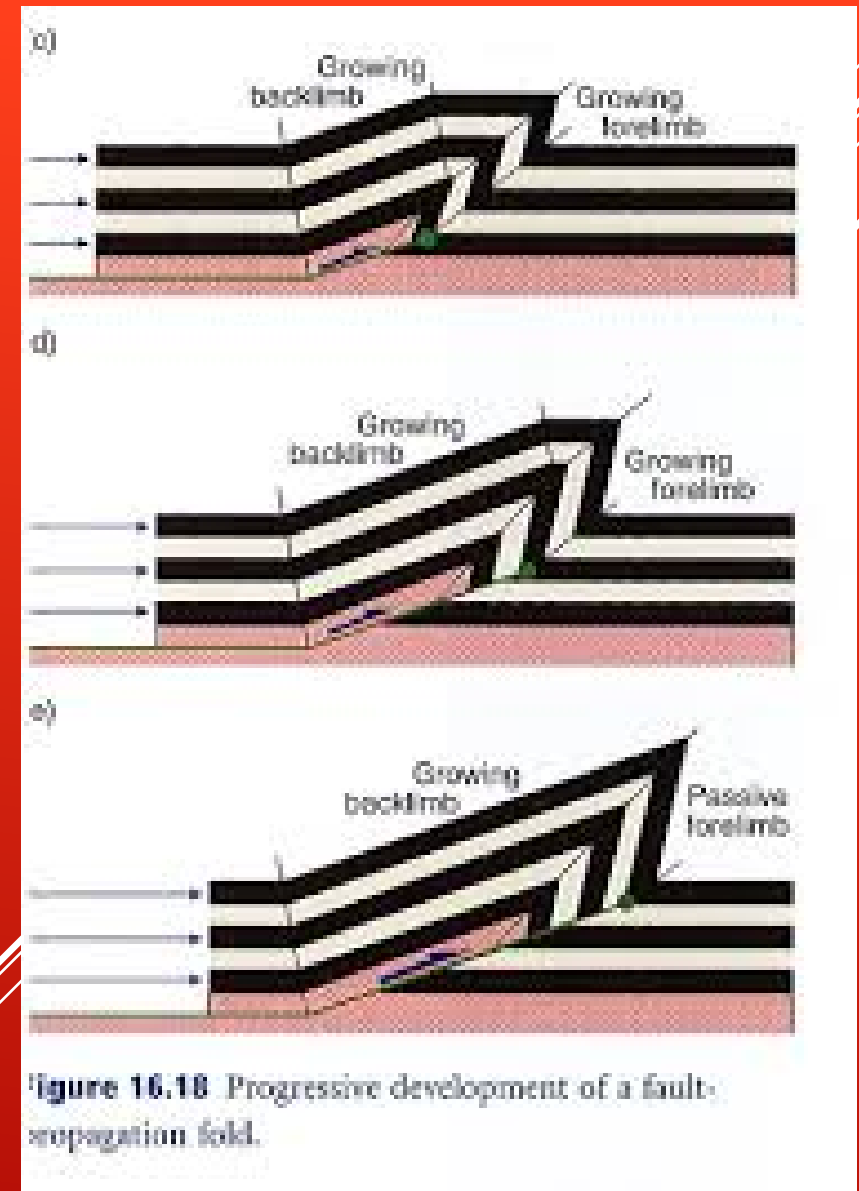 c)
Growing
backlimb
Growing
forelimb
d)
Growing
backlimb
Growing
forelimb
e)
Growing
backlimb
Passive
forelimb
igure 16.18 Progressive development of a fault-
propagation fold.